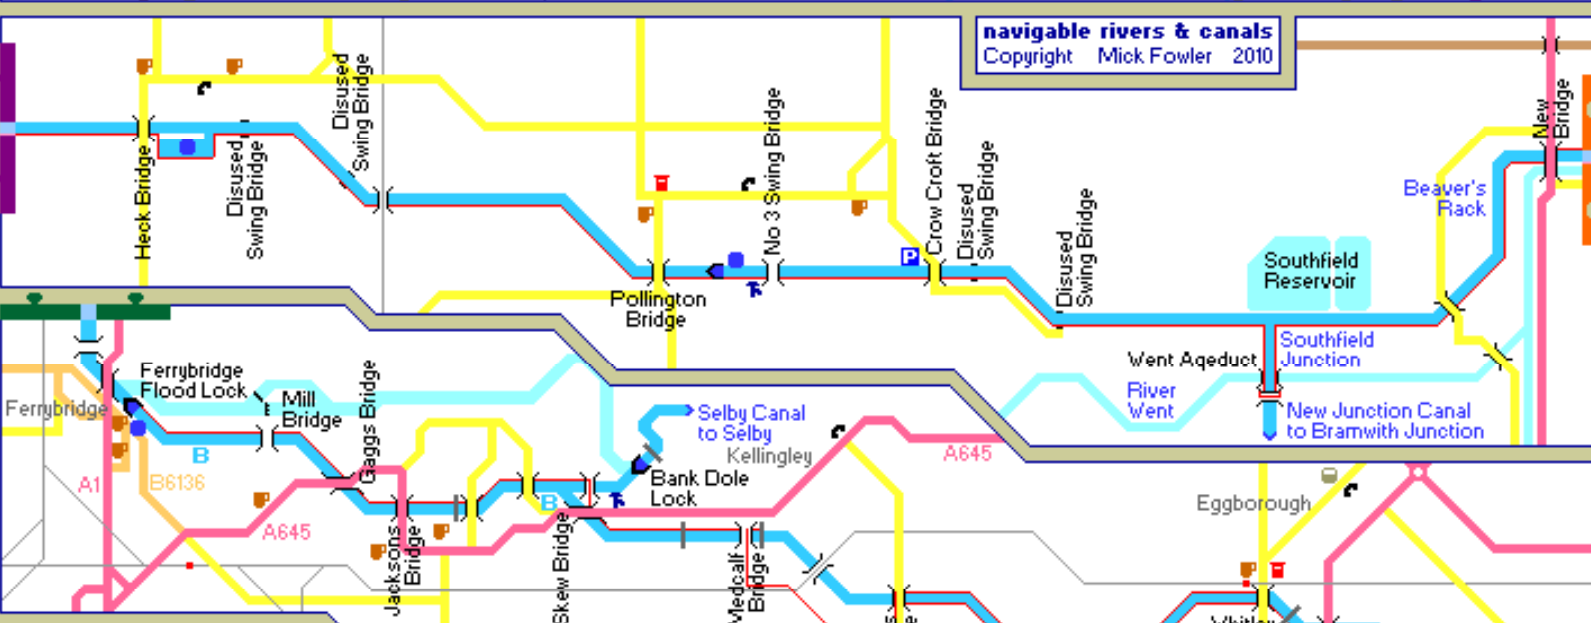 navigable rivers & canals
Copyright Mick Fowler 2010
Heck Bridge
Disused
Swing Bridge
Disused
Swing Bridge
Pollington
Bridge
No 3 Swing Bridge
P
Crow Croft Bridge
Disused
Swing Bridge
Disused
Swing Bridge
New
Bridge
Beaver's
Rack
Southfield
Reservoir
Southfield
Junction
Went Aqeduct
River
Went
New Junction Canal
to Bramwith Junction
Ferrybridge
Flood Lock
Ferrybridge
Mill
Bridge
Gaggs Bridge
B
A1
B6136
A645
Jacksons
Bridge
Selby Canal
to Selby
Kellingley
Bank Dole
Lock
B
Skew Bridge
Medcalf
Bridge
A645
Eggborough